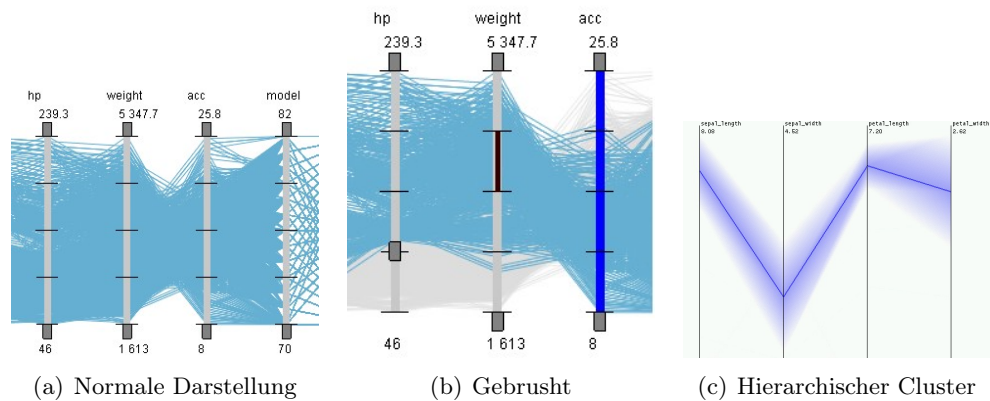 hp weight acc model
239.3 5 347.7 25.8 82
46 1 613 8 70
(a) Normale Darstellung
hp weight acc
239.3 5 347.7 25.8
46 1 613 8
(b) Gebrusht
sepal_length sepal_width petal_length petal_width
8.08 4.52 7.20 2.62
(c) Hierarchischer Cluster